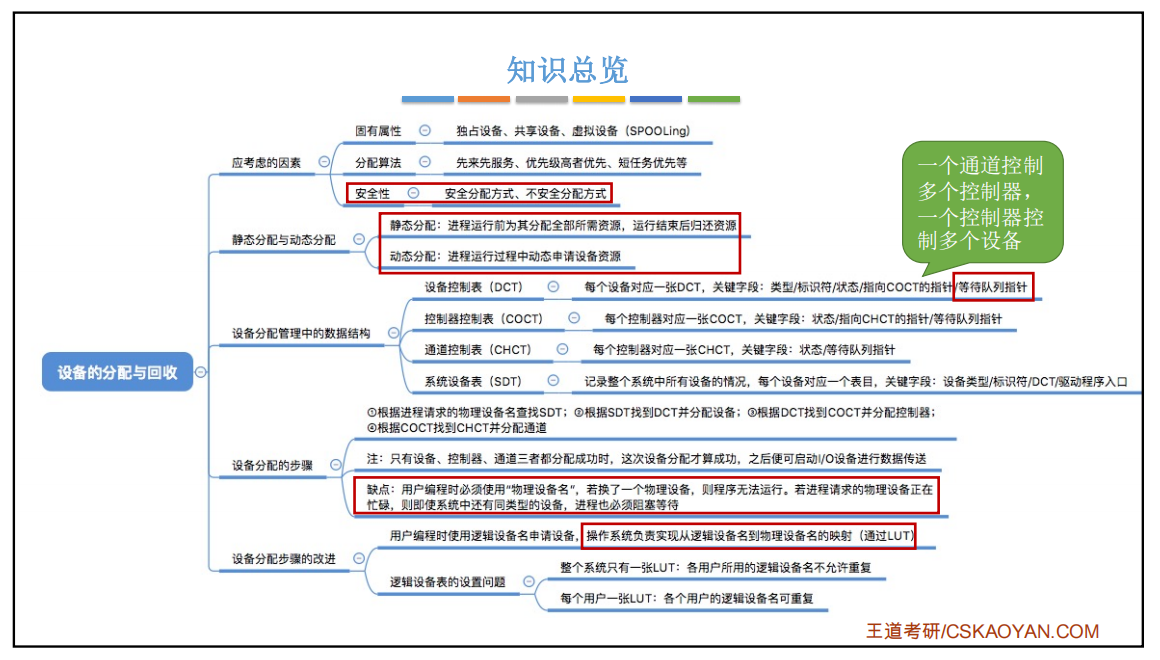 知识总览
固有属性
独占设备、共享设备、虚拟设备（SPOOLing)
应考虑的因素
分配算法
先来先服务、优先级高者优先、短任务优先等
安全性
安全分配方式、不安全分配方式
一个通道控制
多个控制器，
一个控制器控
制多个设备
静态分配与动态分配
静态分配：进程运行前为其分配全部所需资源，运行结束后归还资源
动态分配：进程运行过程中动态申请设备资源
设备分配管理中的数据结构
设备控制表（DCT）
每个设备对应一张DCT，关键字段：类型/标识符/状态/指向COCT的指针/等待队列指针
控制器控制表（COCT）
每个控制器对应一张COCT，关键字段：状态/指向CHCT的指针/等待队列指针
通道控制表（CHCT）
每个控制器对应一张CHCT，关键字段：状态/等待队列指针
系统设备表（SDT）
记录整个系统中所有设备的情况，每个设备对应一个表目，关键字段：设备类型/标识符/DCT/驱动程序入口
设备的分配与回收
设备分配的步骤
①根据进程请求的物理设备名查找SDT；②根据SDT找到DCT并分配设备；③根据DCT找到COCT并分配控制器；
④根据COCT找到CHCT并分配通道
注：只有设备、控制器、通道三者都分配成功时，这次设备分配才算成功，之后便可启动I/O设备进行数据传送
缺点：用户编程时必须使用“物理设备名”，若换了一个物理设备，则程序无法运行。若进程请求的物理设备正在
忙碌，则即使系统中还有同类型的设备，进程也必须阻塞等待
设备分配步骤的改进
用户编程时使用逻辑设备名申请设备，操作系统负责实现从逻辑设备名到物理设备名的映射（通过LUT）
逻辑设备表的设置问题
整个系统只有一张LUT：各用户所用的逻辑设备名不允许重复
每个用户一张LUT：各个用户的逻辑设备名可重复
王道考研/CSKAOYAN.COM